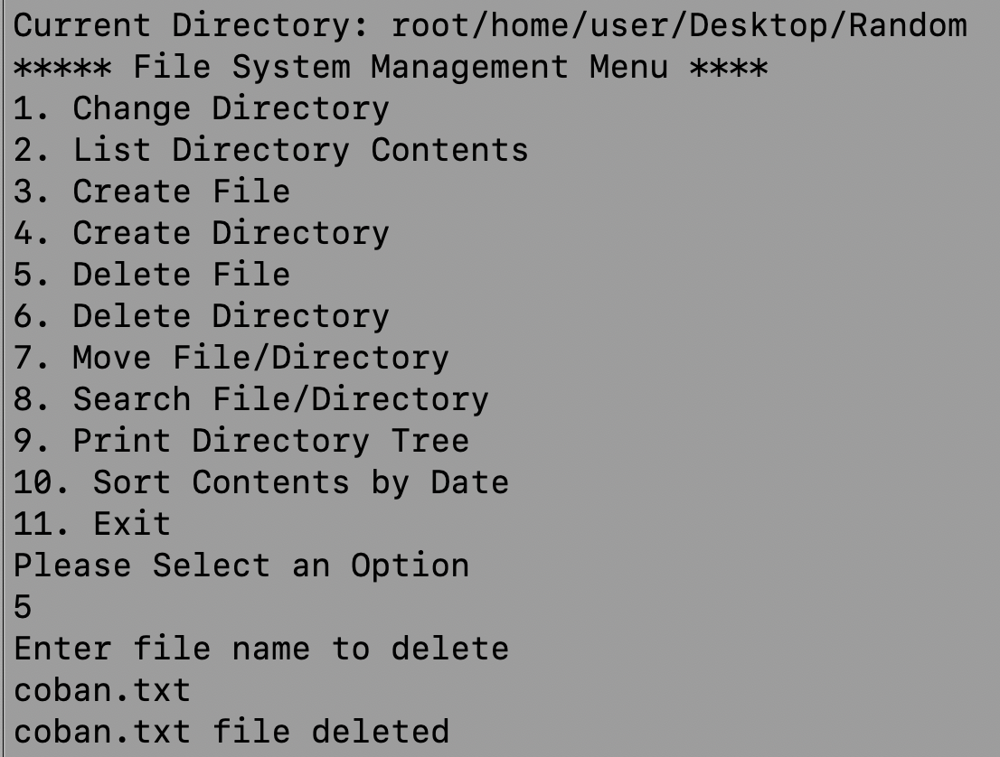 Current Directory: root/home/user/Desktop/Random
***** File System Management Menu ****
1. Change Directory
2. List Directory Contents
3. Create File
4. Create Directory
5. Delete File
6. Delete Directory
7. Move File/Directory
8. Search File/Directory
9. Print Directory Tree
10. Sort Contents by Date
11. Exit
Please Select an Option
5
Enter file name to delete
coban.txt
coban.txt file deleted